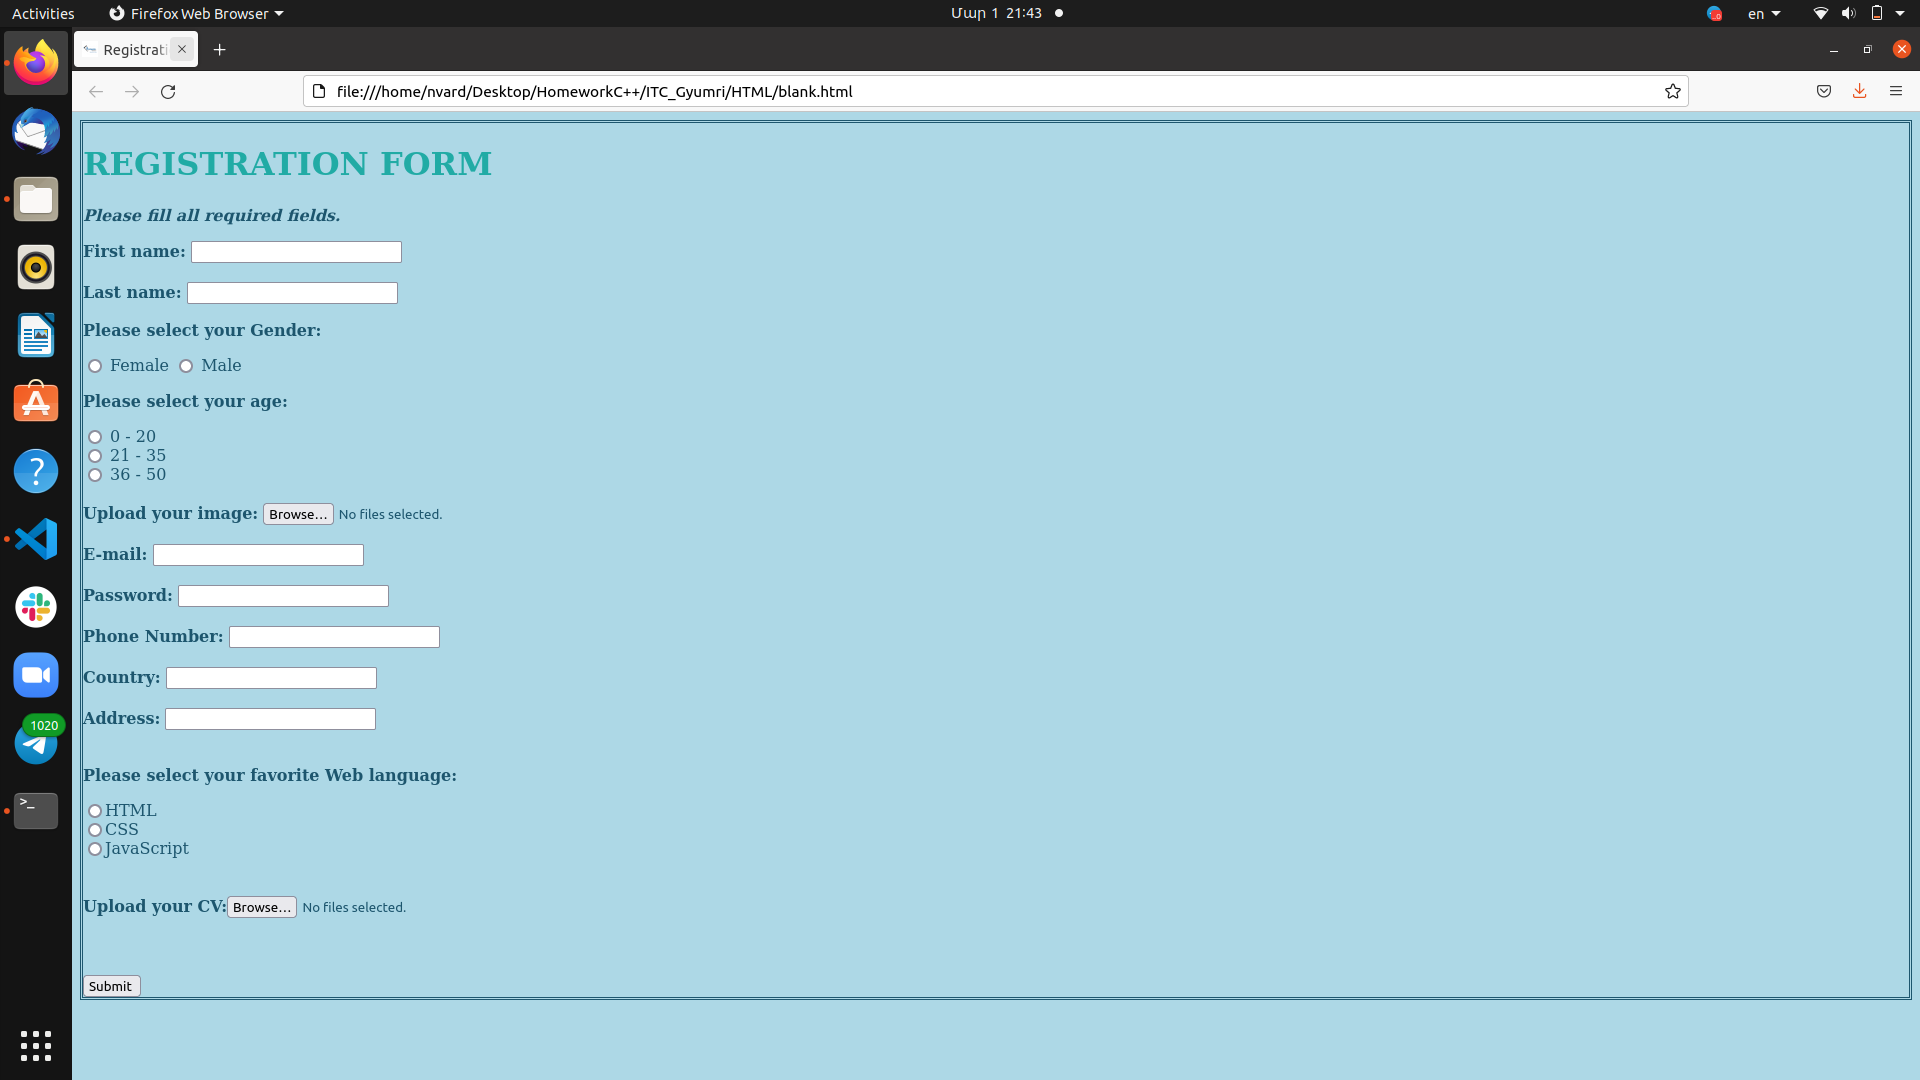 Activities Firefox Web Browser Մար 1 21:43 en
Registrati
file:///home/nvard/Desktop/HomeworkC++/ITC_Gyumri/HTML/blank.html
REGISTRATION FORM
Please fill all required fields.
First name:
Last name:
Please select your Gender:
Female Male
Please select your age:
0 - 20
21 - 35
36 - 50
Upload your image: Browse... No files selected.
E-mail:
Password:
Phone Number:
Country:
Address:
1020
Please select your favorite Web language:
HTML
CSS
JavaScript
Upload your CV: Browse... No files selected.
Submit